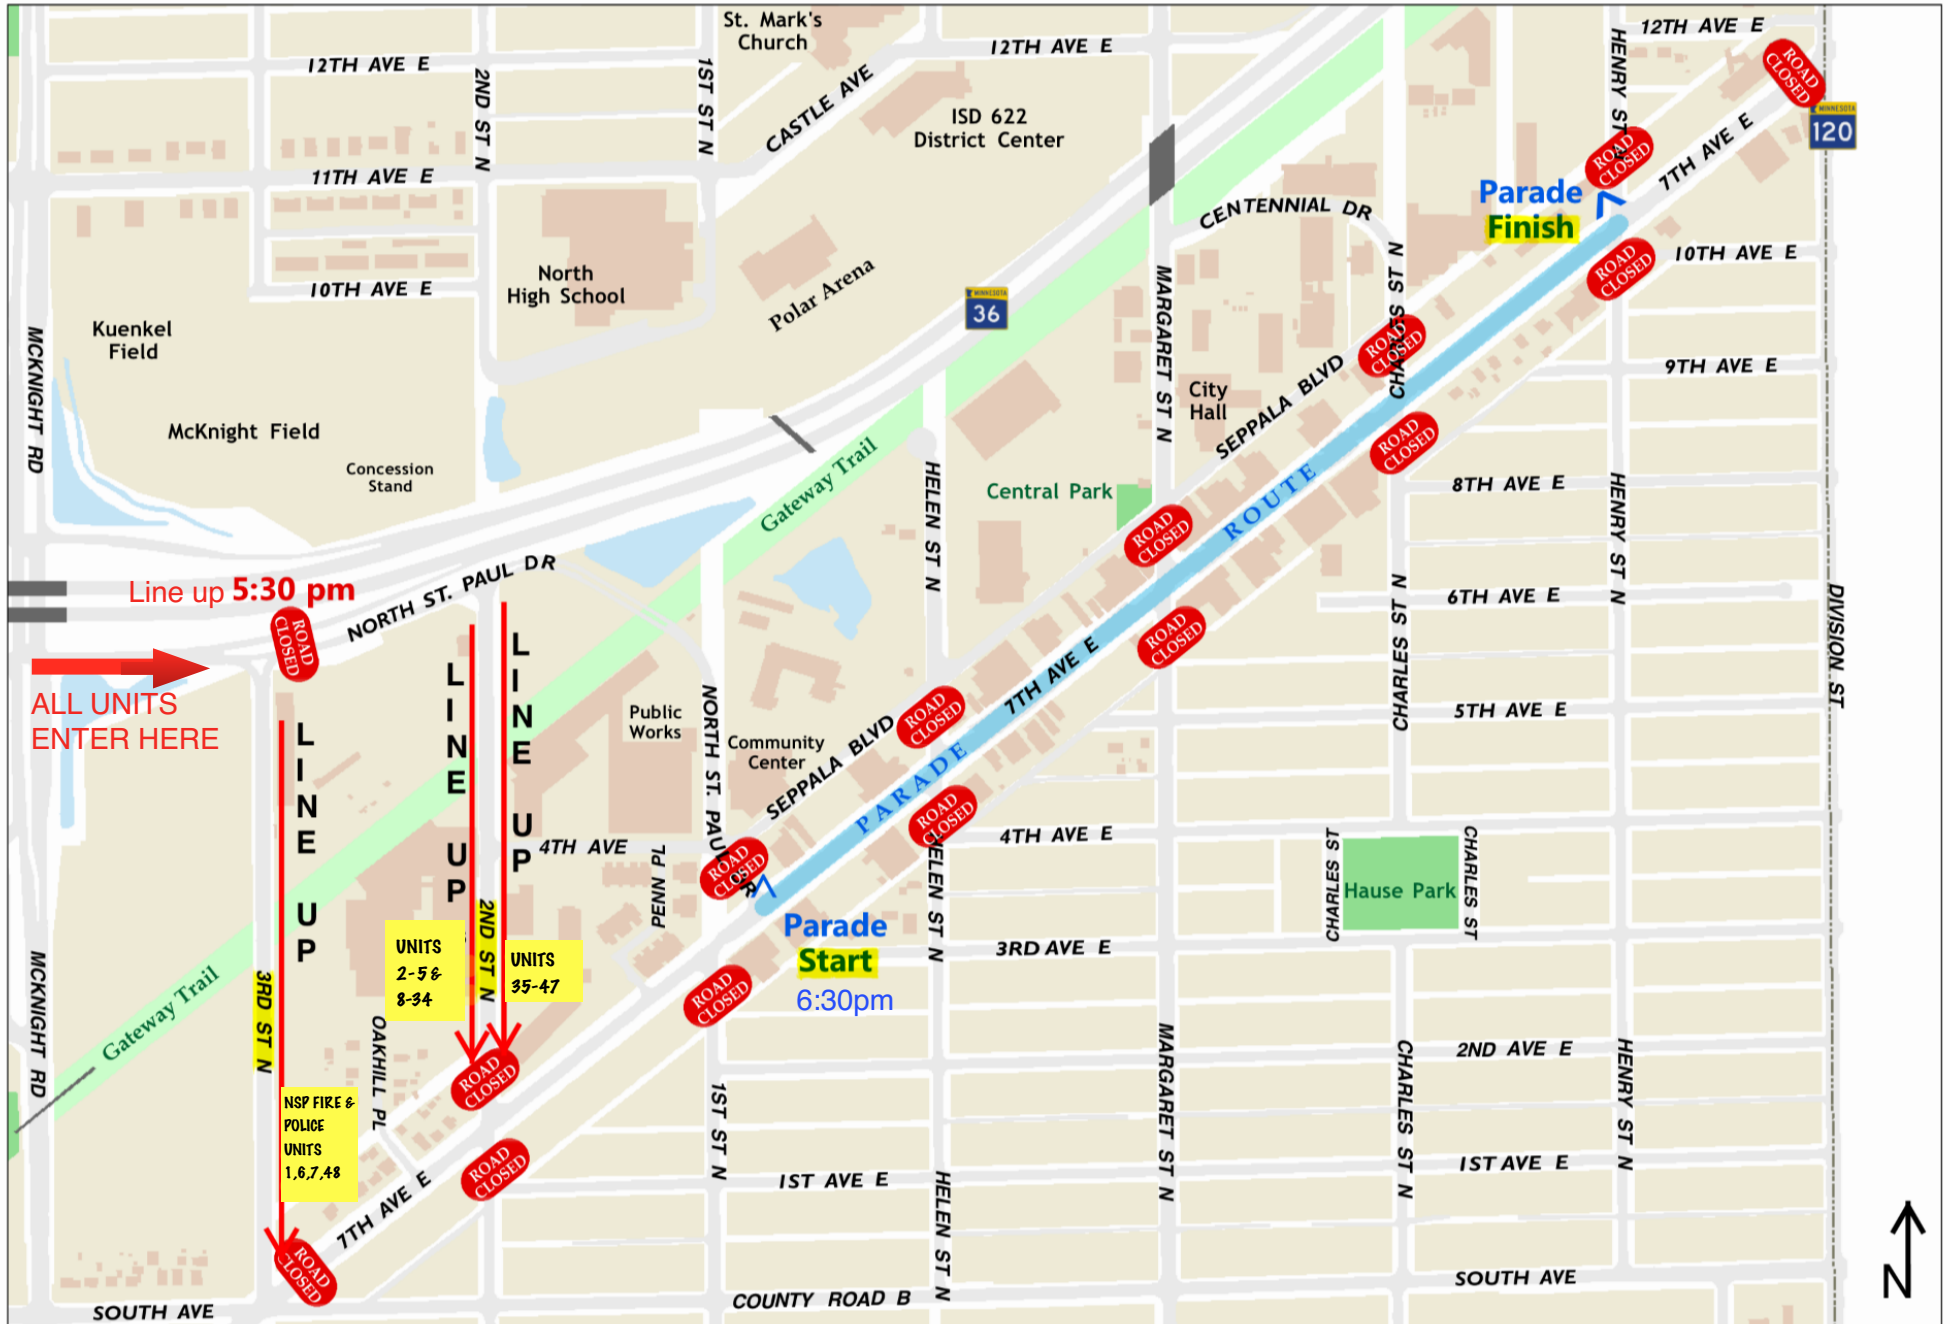 St. Mark's
Church
12TH AVE E
12TH AVE E
12TH AVE E
2ND ST N
1ST ST N
CASTLE AVE
HENRY ST N
ROAD CLOSED
MINNESOTA
120
ISD 622
District Center
ROAD CLOSED
7TH AVE E
11TH AVE E
Parade
Finish
CENTENNIAL DR
North
High School
Polar Arena
10TH AVE E
MINNESOTA
36
MARGARET ST N
CHARLES ST N
ROAD CLOSED
10TH AVE E
Kuenkel
Field
MCKNIGHT RD
McKnight Field
Concession
Stand
Gateway Trail
City
Hall
SEPPALA BLVD
ROAD CLOSED
9TH AVE E
ROAD CLOSED
8TH AVE E
HENRY ST N
HELEN ST N
Central Park
ROAD CLOSED
ROUTE
Line up 5:30 pm
ROAD CLOSED
NORTH ST. PAUL DR
6TH AVE E
CHARLES ST N
DIVISION ST
ROAD CLOSED
7TH AVE E
ALL UNITS
ENTER HERE
LINE UP
LINE UP
LINE UP
Public
Works
NORTH ST. PAUL DR
Community
Center
SEPPALA BLVD
ROAD CLOSED
5TH AVE E
PARADE
ROAD CLOSED
4TH AVE
PENN PL
ROAD CLOSED
4TH AVE E
HELEN ST N
CHARLES ST
Hause Park
CHARLES ST
Parade
Start
6:30pm
3RD AVE E
UNITS
2-5 &
8-34
2ND ST N
UNITS
35-47
ROAD CLOSED
MCKNIGHT RD
Gateway Trail
3RD ST N
OAKHILL PL
ROAD CLOSED
MARGARET ST N
CHARLES ST N
2ND AVE E
HENRY ST N
NSP FIRE &
POLICE
UNITS
1,6,7,48
1ST ST N
ROAD CLOSED
1ST AVE E
HELEN ST N
1ST AVE E
7TH AVE E
ROAD CLOSED
SOUTH AVE
COUNTY ROAD B
SOUTH AVE
N